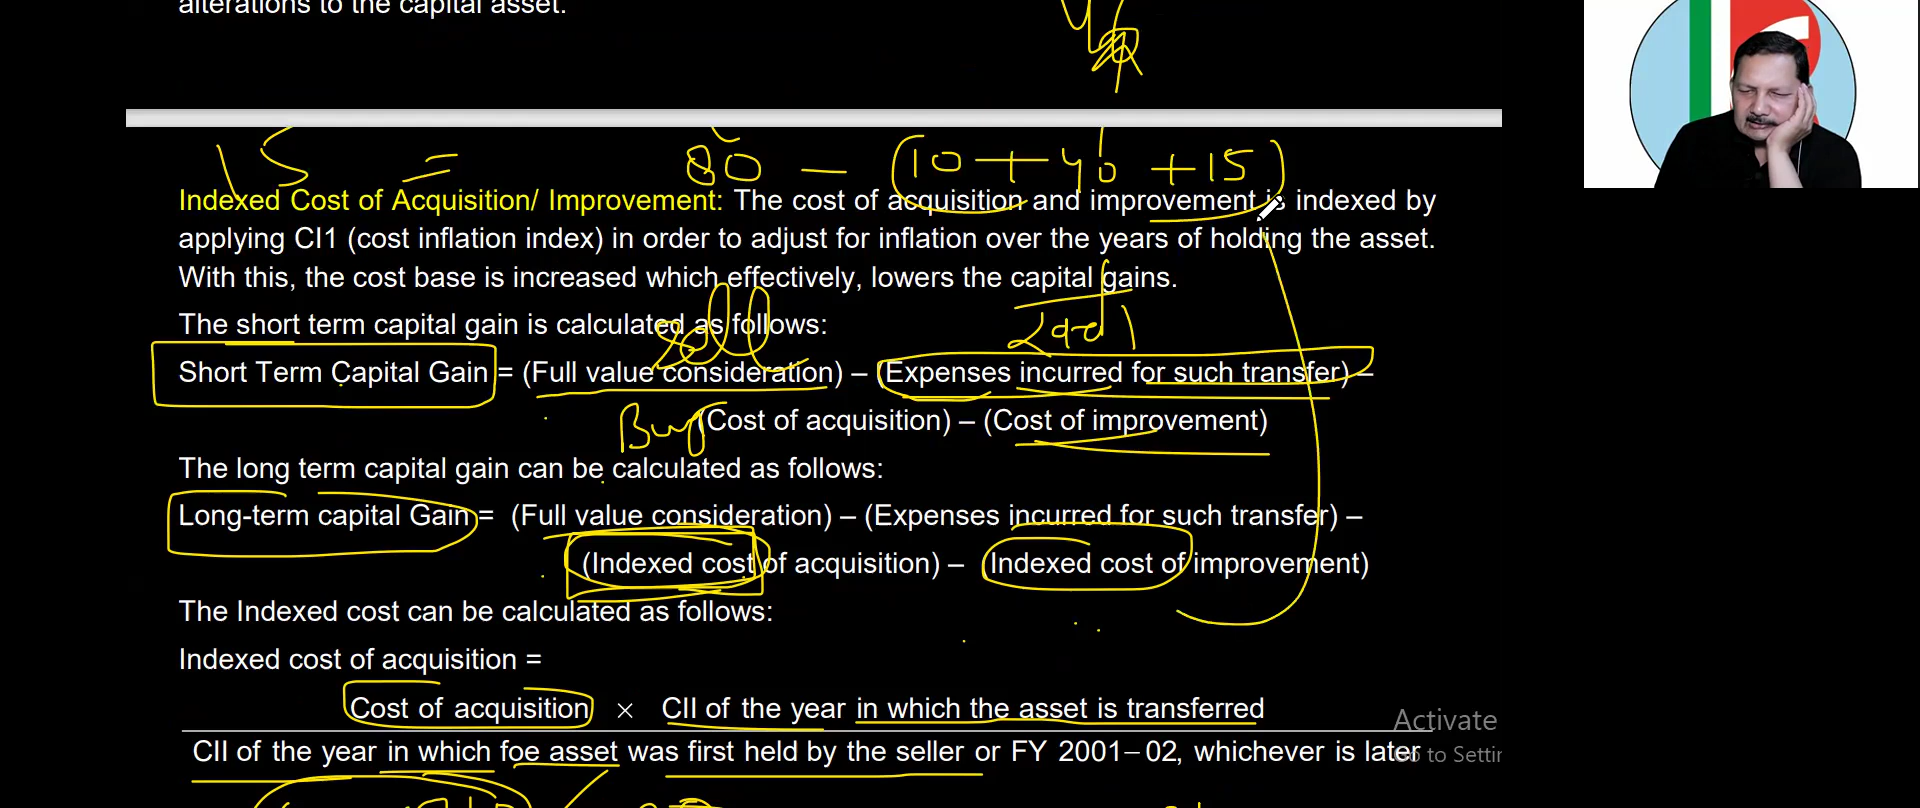 alterations to the capital asset.
15 = 80 – (10 + 40 + 15)
Indexed Cost of Acquisition/ Improvement: The cost of acquisition and improvement is indexed by
applying CI1 (cost inflation index) in order to adjust for inflation over the years of holding the asset.
With this, the cost base is increased which effectively, lowers the capital gains.
The short term capital gain is calculated as follows:
Sell
Short Term Capital Gain = (Full value consideration) – (Expenses incurred for such transfer) –
Buy
(Cost of acquisition) – (Cost of improvement)
The long term capital gain can be calculated as follows:
Long-term capital Gain = (Full value consideration) – (Expenses incurred for such transfer) –
(Indexed cost of acquisition) – (Indexed cost of improvement)
The Indexed cost can be calculated as follows:
Indexed cost of acquisition =
Cost of acquisition × CII of the year in which the asset is transferred
CII of the year in which foe asset was first held by the seller or FY 2001–02, whichever is later
Activate
Go to Settin